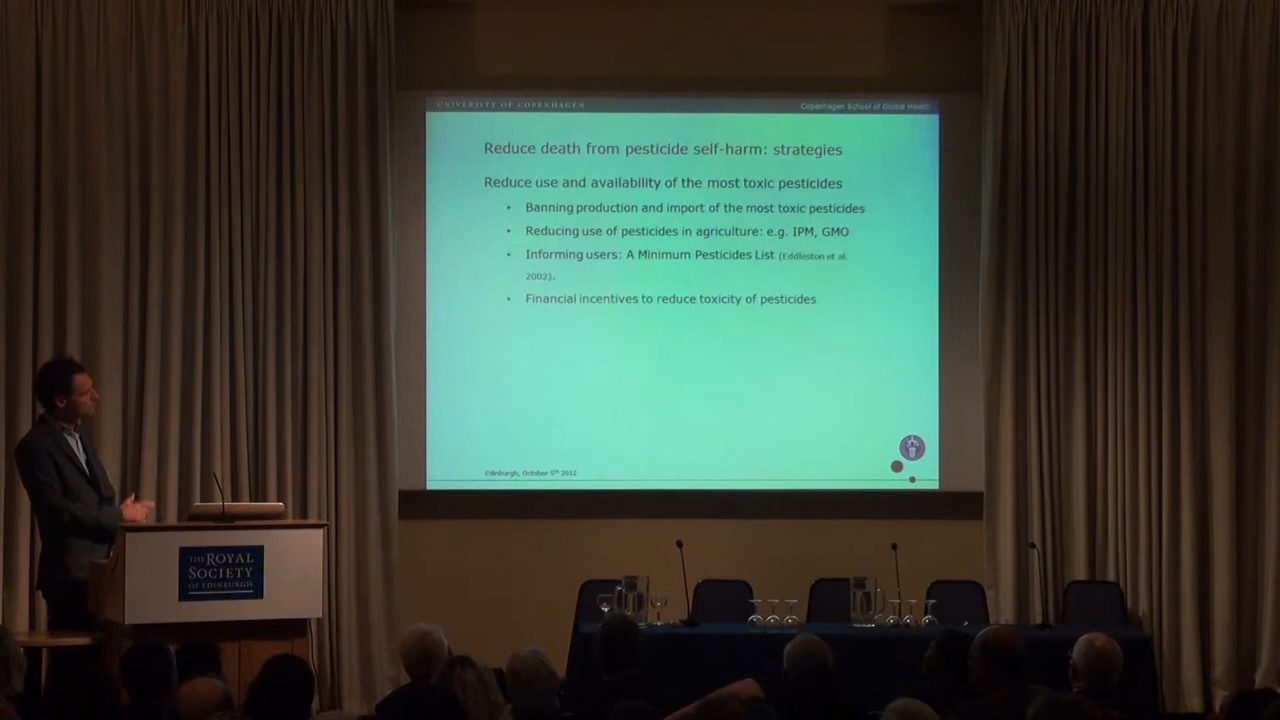 UNIVERSITY OF COPENHAGEN
Copenhagen School of Global Health
Reduce death from pesticide self-harm: strategies
Reduce use and availability of the most toxic pesticides
• Banning production and import of the most toxic pesticides
• Reducing use of pesticides in agriculture: e.g. IPM, GMO
• Informing users: A Minimum Pesticides List (Eddleston et al.
2002).
• Financial incentives to reduce toxicity of pesticides
Edinburgh, October 5th 2012
THE ROYAL
SOCIETY
OF EDINBURGH